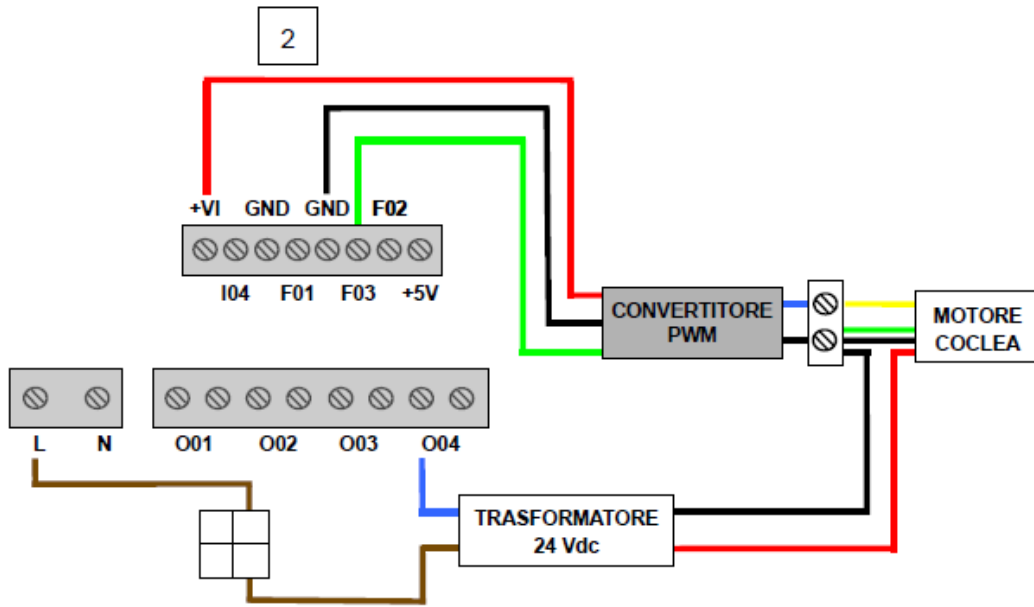 2
+VI GND GND F02
I04 F01 F03 +5V
CONVERTITORE
PWM
MOTORE
COCLEA
L N O01 O02 O03 O04
TRASFORMATORE
24 Vdc